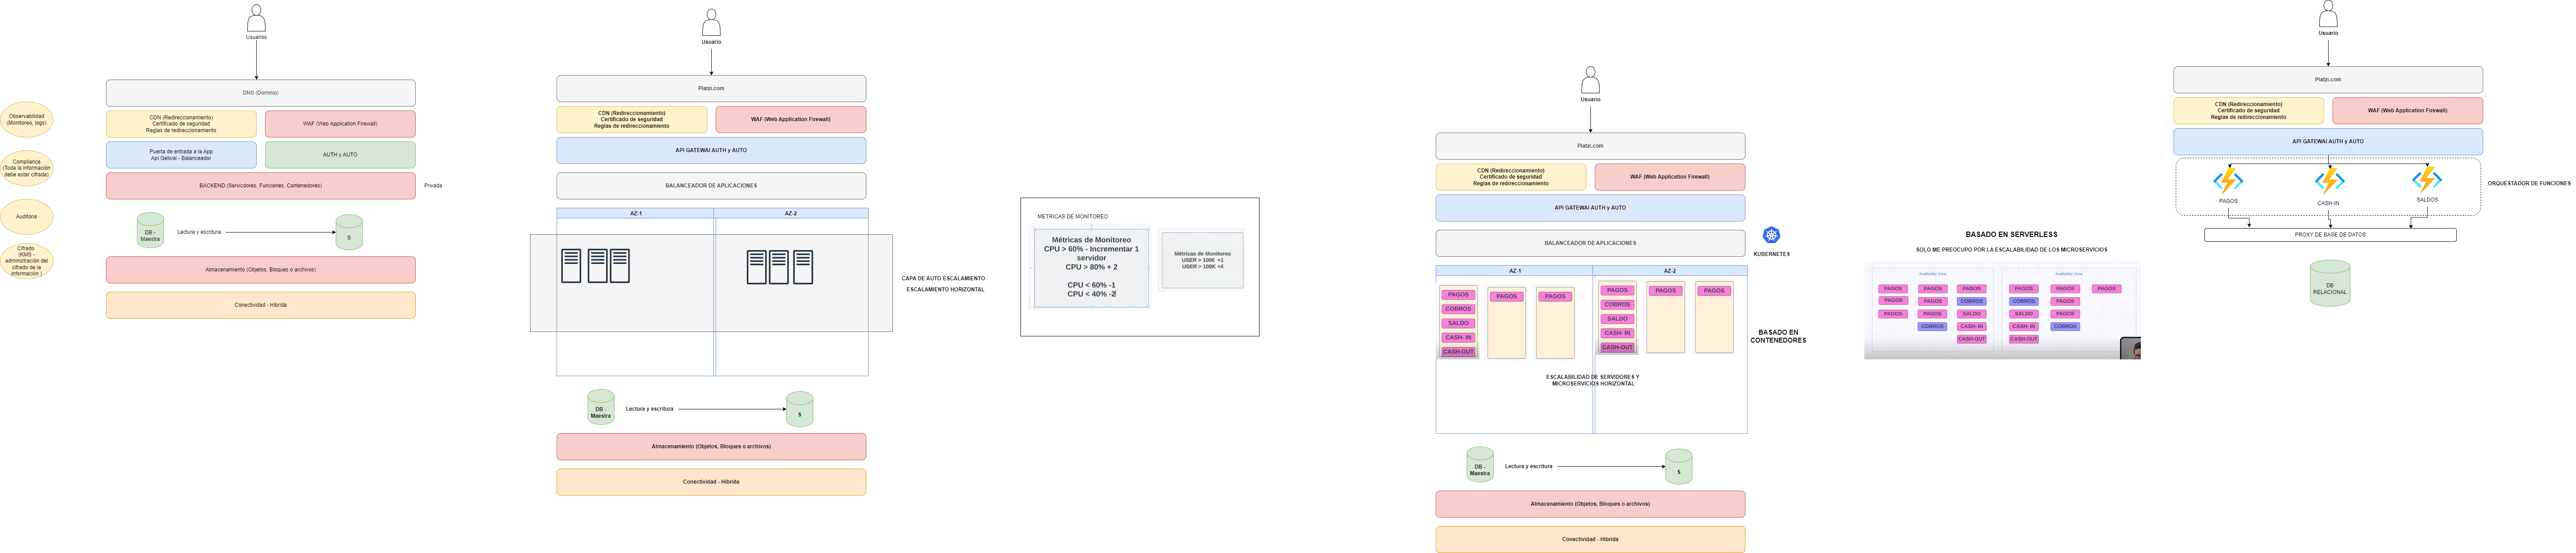 Usuarios
DNS (Dominio)
CDN (Redireccionamiento)
Certificado de seguridad
Reglas de redireccionamiento
WAF (Web Application Firewall)
Puerta de entrada a la App
Api Getwai - Balanceador
AUTH y AUTO
BACKEND (Servicdores, Funciones, Contenedores)
Privada
DB -
Maestra
Lectura y escritura
S
Almacenamiento (Objetos, Bloques o archivos)
Conectividad - Hibrida
Observabilidad
(Monitoreo, logs)
Compliance
(Toda la información
debe estar cifrada)
Auditoria
Cifrado
(KMS -
administración del
cifrado de la
información )
Usuario
Platzi.com
CDN (Redireccionamiento)
Certificado de seguridad
Reglas de redireccionamiento
WAF (Web Application Firewall)
API GATEWAI AUTH y AUTO
BALANCEADOR DE APLICACIONES
AZ-1
AZ-2
CAPA DE AUTO ESCALAMIENTO
ESCALAMIENTO HORIZONTAL
DB -
Maestra
Lectura y escritura
S
Almacenamiento (Objetos, Bloques o archivos)
Conectividad - Hibrida
METRICAS DE MONITOREO
Métricas de Monitoreo
CPU > 60% - Incrementar 1
servidor
CPU > 80% + 2
CPU < 60% -1
CPU < 40% -2
Métricas de Monitoreo
USER > 1000 +1
USER > 100K +4
Usuario
Platzi.com
CDN (Redireccionamiento)
Certificado de seguridad
Reglas de redireccionamiento
WAF (Web Application Firewall)
API GATEWAI AUTH y AUTO
BALANCEADOR DE APLICACIONES
KUBERNETES
AZ-1
AZ-2
PAGOS
COBROS
SALDO
CASH- IN
CASH-OUT
PAGOS
PAGOS
PAGOS
COBROS
SALDO
CASH- IN
CASH-OUT
PAGOS
PAGOS
BASADO EN
CONTENEDORES
ESCALABILIDAD DE SERVIDORES Y
MICROSERVICIOS HORIZONTAL
DB -
Maestra
Lectura y escritura
S
Almacenamiento (Objetos, Bloques o archivos)
Conectividad - Hibrida
BASADO EN SERVERLESS
SOLO ME PREOCUPO POR LA ESCALABILIDAD DE LOS MICROSERVICIOS
Availability Zone
Availability Zone
PAGOS PAGOS PAGOS PAGOS PAGOS PAGOS
PAGOS PAGOS COBROS COBROS PAGOS
PAGOS PAGOS SALDO SALDO PAGOS
COBROS CASH- IN CASH- IN COBROS
CASH-OUT CASH-OUT
Usuario
Platzi.com
CDN (Redireccionamiento)
Certificado de seguridad
Reglas de redireccionamiento
WAF (Web Application Firewall)
API GATEWAI AUTH y AUTO
PAGOS
CASH-IN
SALDOS
ORQUESTADOR DE FUNCIONES
PROXY DE BASE DE DATOS
DB
RELACIONAL